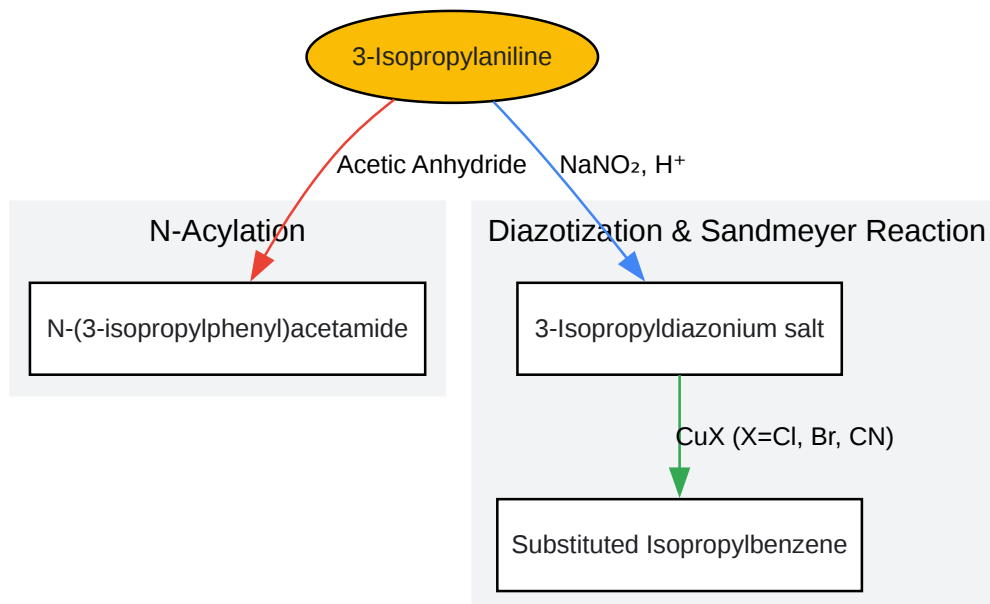 3-Isopropylaniline
Acetic Anhydride
NaNO₂, H⁺
N-Acylation
Diazotization & Sandmeyer Reaction
N-(3-isopropylphenyl)acetamide
3-Isopropyldiazonium salt
CuX (X=Cl, Br, CN)
Substituted Isopropylbenzene